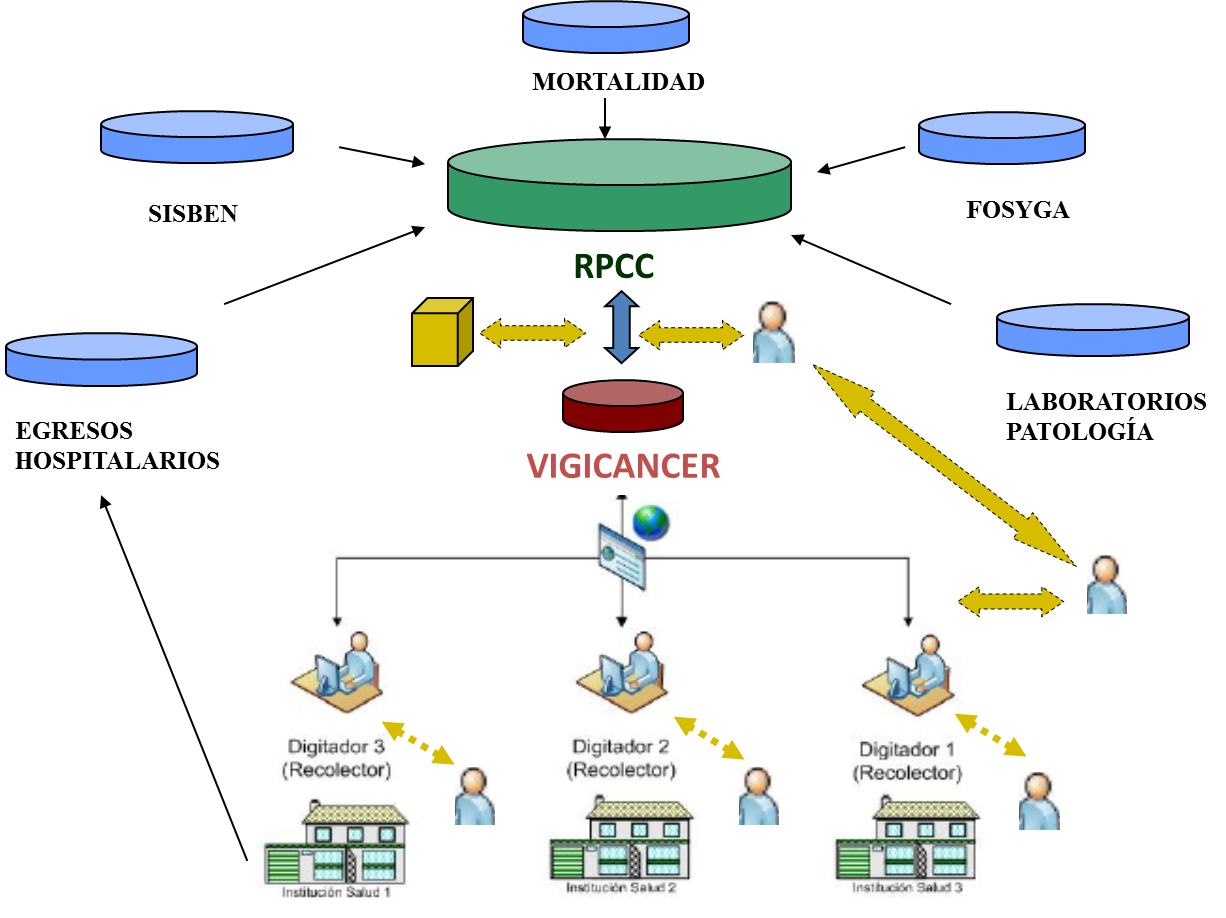 MORTALIDAD
SISBEN
FOSYGA
RPCC
LABORATORIOS
PATOLOGÍA
EGRESOS
HOSPITALARIOS
VIGICANCER
Digitador 3
(Recolector)
Digitador 2
(Recolector)
Digitador 1
(Recolector)
Institución Salud 1
Institución Salud 2
Institución Salud 3